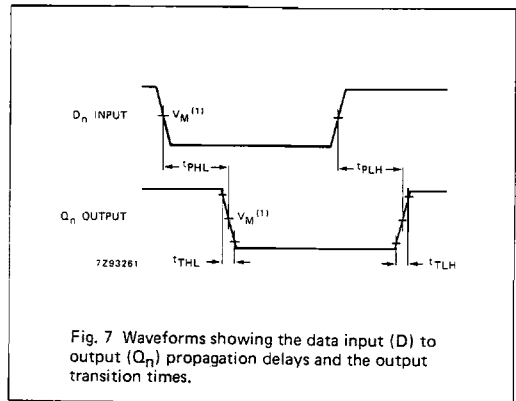 Dn INPUT
VM(1)
tPHL
tPLH
Qn OUTPUT
VM(1)
7Z93261
tTHL
tTLH
Fig. 7 Waveforms showing the data input (D) to
output (Qn) propagation delays and the output
transition times.